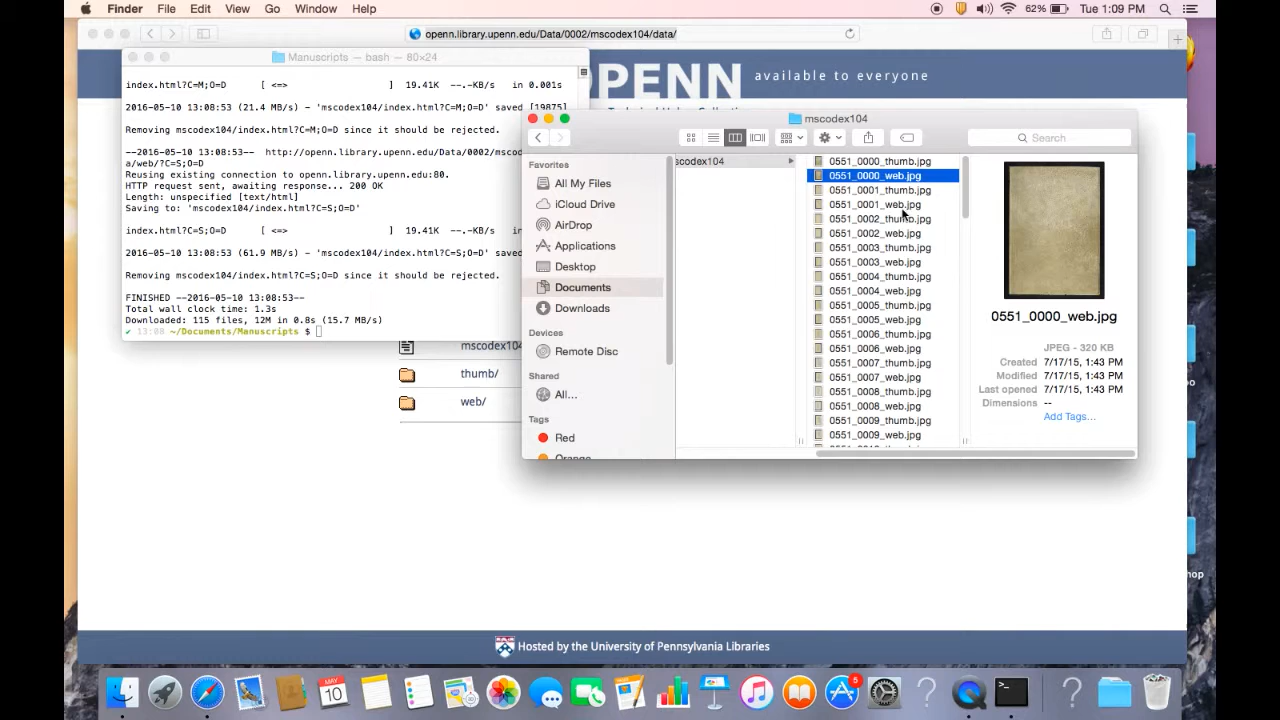 Finder File Edit View Go Window Help
62% Tue 1:09 PM
openn.library.upenn.edu/Data/0002/mscodex104/data/
PENN available to everyone
Manuscripts — bash — 80×24
index.html?C=M;O=D [ <=> ] 19.41K --.-KB/s in 0.001s
2016-05-10 13:08:53 (21.4 MB/s) - 'mscodex104/index.html?C=M;O=D' saved [19875]
Removing mscodex104/index.html?C=M;O=D since it should be rejected.
--2016-05-10 13:08:53-- http://openn.library.upenn.edu/Data/0002/msco
a/web/?C=S;O=D
Reusing existing connection to openn.library.upenn.edu:80.
HTTP request sent, awaiting response... 200 OK
Length: unspecified [text/html]
Saving to: 'mscodex104/index.html?C=S;O=D'
index.html?C=S;O=D [ <=> ] 19.41K --.-KB/s
2016-05-10 13:08:53 (61.9 MB/s) - 'mscodex104/index.html?C=S;O=D' save
Removing mscodex104/index.html?C=S;O=D since it should be rejected.
FINISHED --2016-05-10 13:08:53--
Total wall clock time: 1.3s
Downloaded: 115 files, 12M in 0.8s (15.7 MB/s)
✔ 13:08 ~/Documents/Manuscripts $
mscodex104
thumb/
web/
mscodex104
Search
Favorites
All My Files
iCloud Drive
AirDrop
Applications
Desktop
Documents
Downloads
Devices
Remote Disc
Shared
All...
Tags
Red
Orange
scodex104
0551_0000_thumb.jpg
0551_0000_web.jpg
0551_0001_thumb.jpg
0551_0001_web.jpg
0551_0002_thumb.jpg
0551_0002_web.jpg
0551_0003_thumb.jpg
0551_0003_web.jpg
0551_0004_thumb.jpg
0551_0004_web.jpg
0551_0005_thumb.jpg
0551_0005_web.jpg
0551_0006_thumb.jpg
0551_0006_web.jpg
0551_0007_thumb.jpg
0551_0007_web.jpg
0551_0008_thumb.jpg
0551_0008_web.jpg
0551_0009_thumb.jpg
0551_0009_web.jpg
0551_0000_web.jpg
JPEG - 320 KB
Created 7/17/15, 1:43 PM
Modified 7/17/15, 1:43 PM
Last opened 7/17/15, 1:43 PM
Dimensions --
Add Tags...
hop
Hosted by the University of Pennsylvania Libraries
MAY
10
5